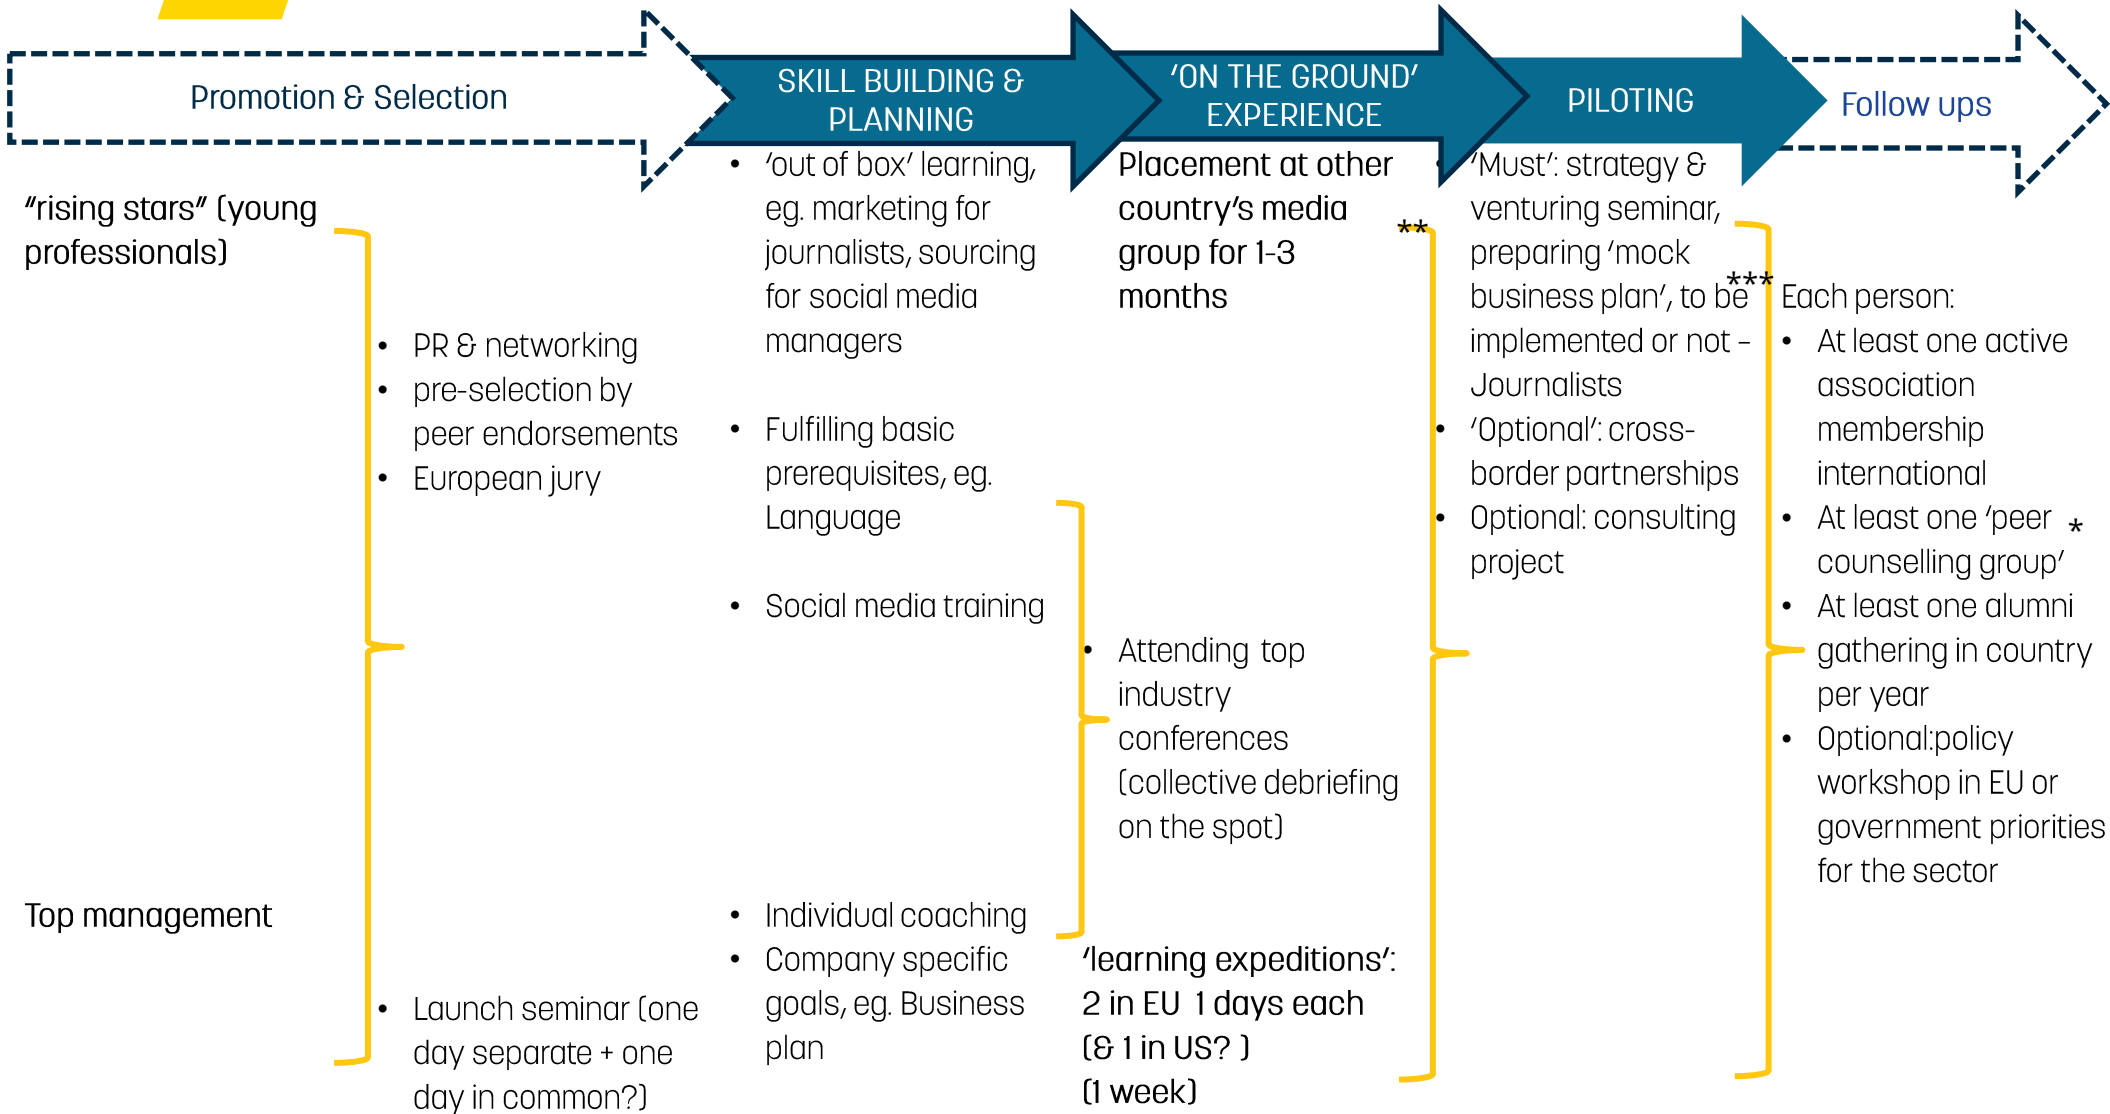 Promotion & Selection
SKILL BUILDING &
PLANNING
‘ON THE GROUND’
EXPERIENCE
PILOTING
Follow ups
“rising stars” (young
professionals)
Top management
• PR & networking
• pre-selection by
peer endorsements
• European jury
• Launch seminar (one
day separate + one
day in common?)
• ‘out of box’ learning,
eg. marketing for
journalists, sourcing
for social media
managers
• Fulfilling basic
prerequisites, eg.
Language
• Social media training
• Individual coaching
• Company specific
goals, eg. Business
plan
Placement at other
country’s media
group for 1-3
months
**
• Attending top
industry
conferences
(collective debriefing
on the spot)
‘learning expeditions’:
2 in EU 1 days each
(& 1 in US? )
(1 week)
• ‘Must’: strategy &
venturing seminar,
preparing ‘mock
business plan’, to be
implemented or not –
Journalists
• ‘Optional’: cross-
border partnerships
• Optional: consulting
project
***
Each person:
• At least one active
association
membership
international
• At least one ‘peer *
counselling group’
• At least one alumni
gathering in country
per year
• Optional:policy
workshop in EU or
government priorities
for the sector